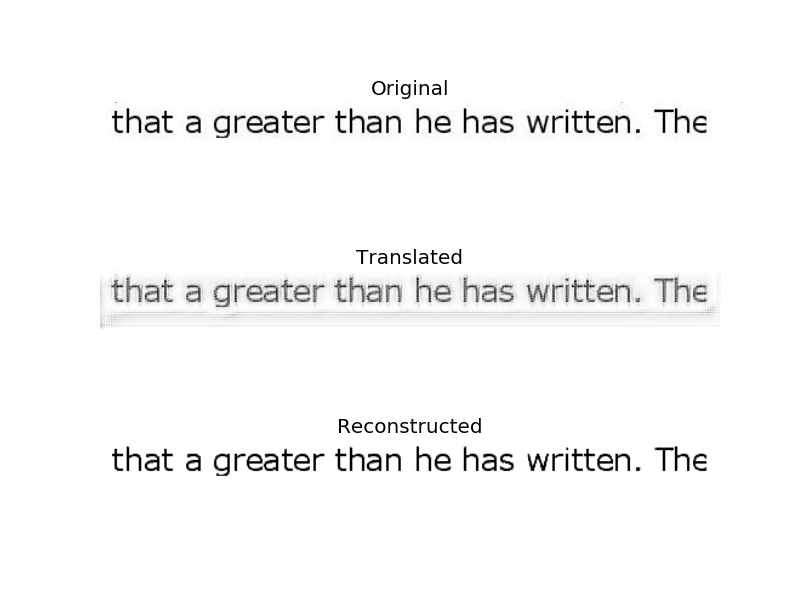 Original
that a greater than he has written. The
Translated
that a greater than he has written. The
Reconstructed
that a greater than he has written. The